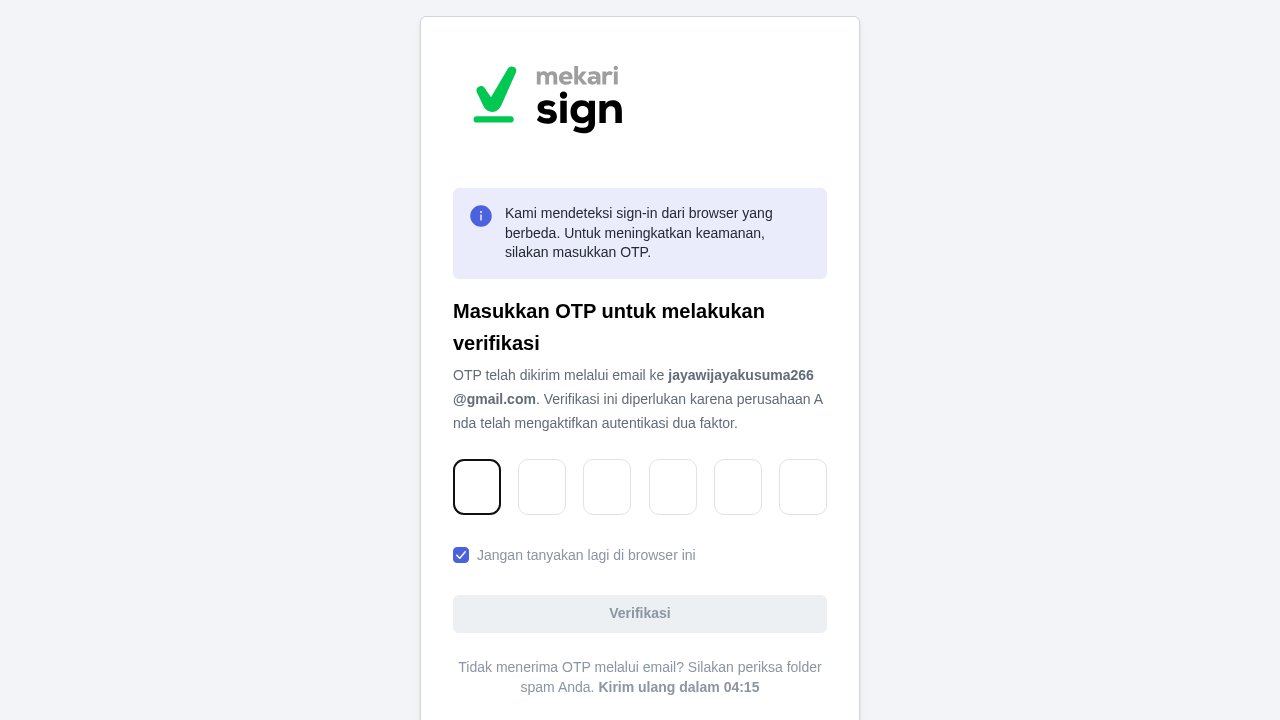 mekari
sign
Kami mendeteksi sign-in dari browser yang
berbeda. Untuk meningkatkan keamanan,
silakan masukkan OTP.
Masukkan OTP untuk melakukan
verifikasi
OTP telah dikirim melalui email ke jayawijayakusuma266
@gmail.com. Verifikasi ini diperlukan karena perusahaan A
nda telah mengaktifkan autentikasi dua faktor.
Jangan tanyakan lagi di browser ini
Verifikasi
Tidak menerima OTP melalui email? Silakan periksa folder
spam Anda. Kirim ulang dalam 04:15